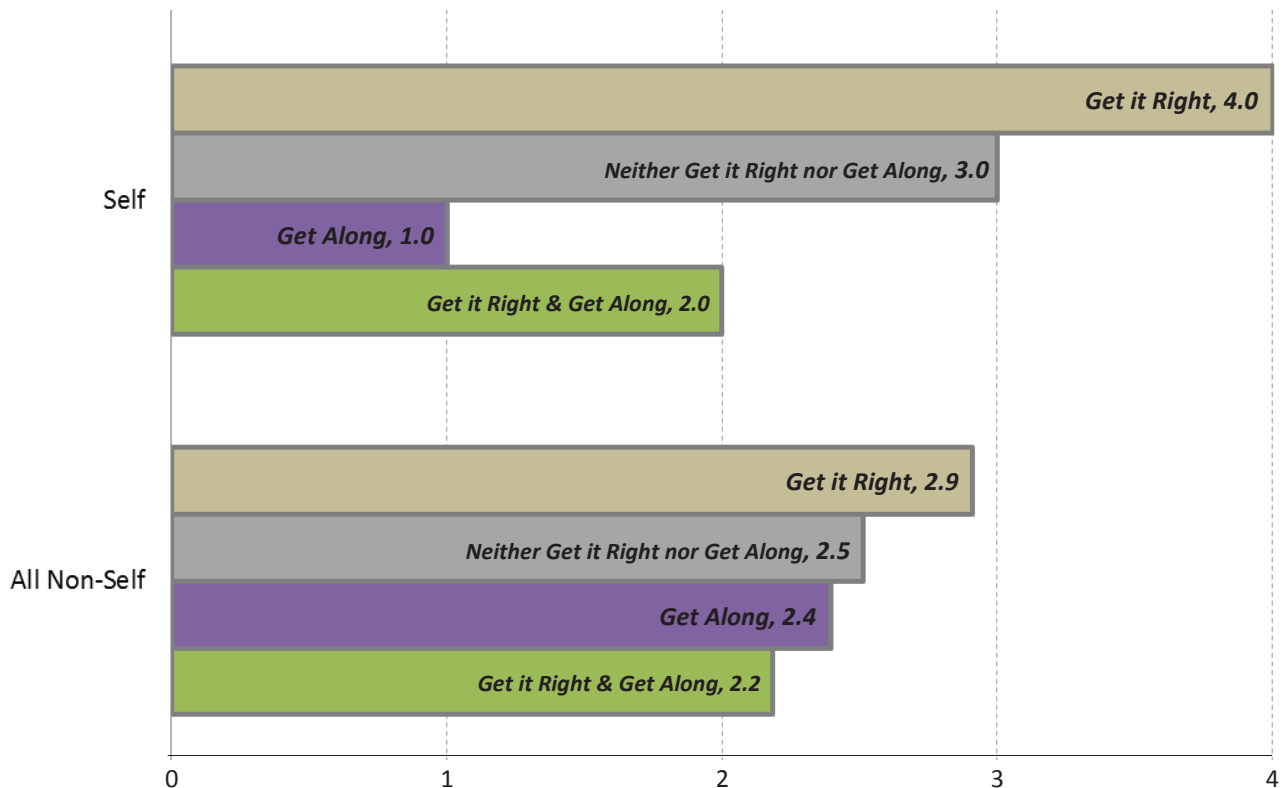 Get it Right, 4.0
Neither Get it Right nor Get Along, 3.0
Self
Get Along, 1.0
Get it Right & Get Along, 2.0
Get it Right, 2.9
Neither Get it Right nor Get Along, 2.5
All Non-Self
Get Along, 2.4
Get it Right & Get Along, 2.2
0 1 2 3 4